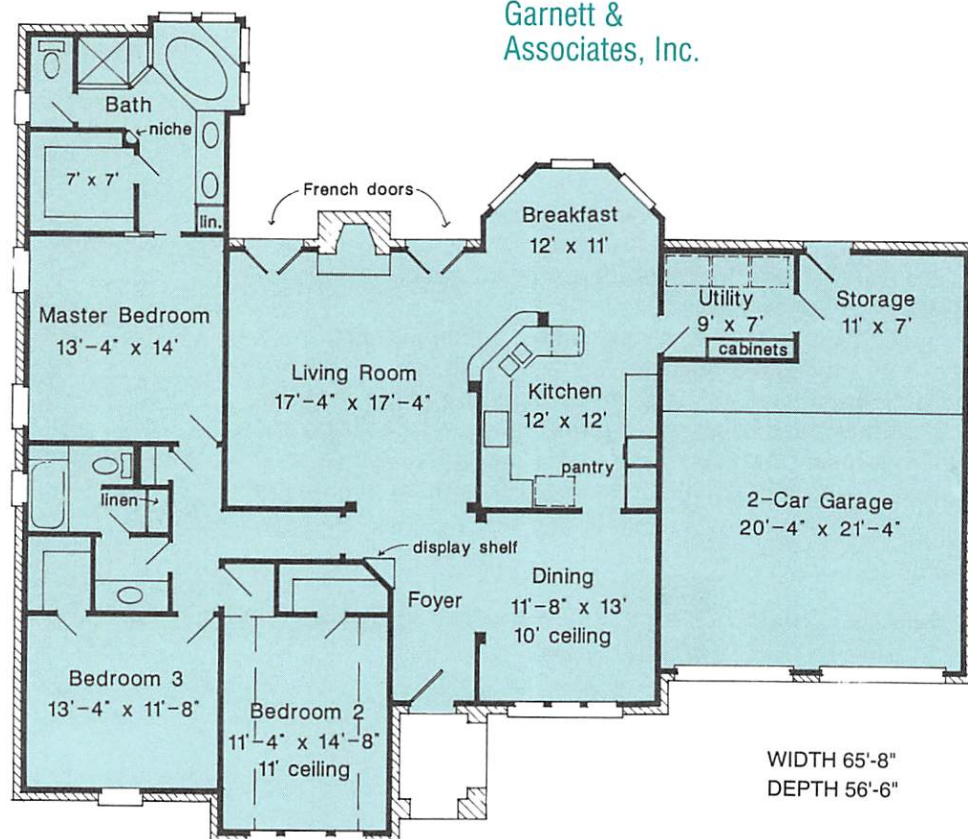 Garnett &
Associates, Inc.
Bath
niche
7' x 7'
lin.
French doors
Breakfast
12' x 11'
Master Bedroom
13'-4" x 14'
Living Room
17'-4" x 17'-4"
Utility
9' x 7'
cabinets
Storage
11' x 7'
Kitchen
12' x 12'
pantry
linen
2-Car Garage
20'-4" x 21'-4"
display shelf
Foyer
Dining
11'-8" x 13'
10' ceiling
Bedroom 3
13'-4" x 11'-8"
Bedroom 2
11'-4" x 14'-8"
11' ceiling
WIDTH 65'-8"
DEPTH 56'-6"